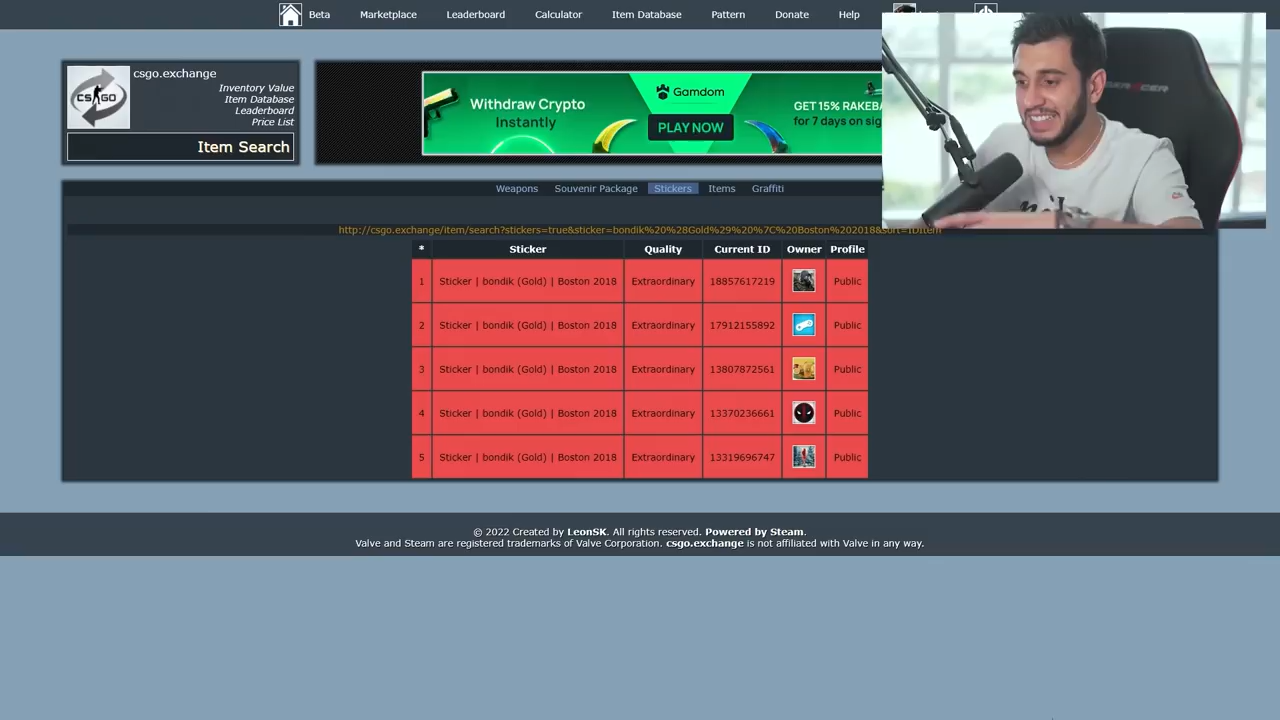 Beta Marketplace Leaderboard Calculator Item Database Pattern Donate Help
csgo.exchange
Inventory Value
Item Database
Leaderboard
Price List
CS GO
Item Search
Withdraw Crypto
Instantly
Gamdom
PLAY NOW
GET 15% RAKEBA
for 7 days on sig
Weapons Souvenir Package Stickers Items Graffiti
http://csgo.exchange/item/search?stickers=true&sticker=bondik%20%28Gold%29%20%7C%20Boston%202018&sort=IDItem
* Sticker Quality Current ID Owner Profile
1 Sticker | bondik (Gold) | Boston 2018 Extraordinary 18857617219 Public
2 Sticker | bondik (Gold) | Boston 2018 Extraordinary 17912155892 Public
3 Sticker | bondik (Gold) | Boston 2018 Extraordinary 13807872561 Public
4 Sticker | bondik (Gold) | Boston 2018 Extraordinary 13370236661 Public
5 Sticker | bondik (Gold) | Boston 2018 Extraordinary 13319696747 Public
© 2022 Created by LeonSK. All rights reserved. Powered by Steam.
Valve and Steam are registered trademarks of Valve Corporation. csgo.exchange is not affiliated with Valve in any way.